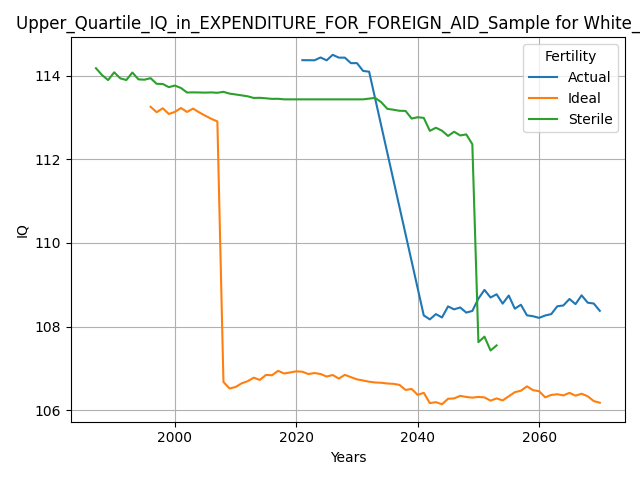 Upper_Quartile_IQ_in_EXPENDITURE_FOR_FOREIGN_AID_Sample for White_
Fertility
Actual
Ideal
Sterile
IQ
114
112
110
108
106
2000
2020
2040
2060
Years